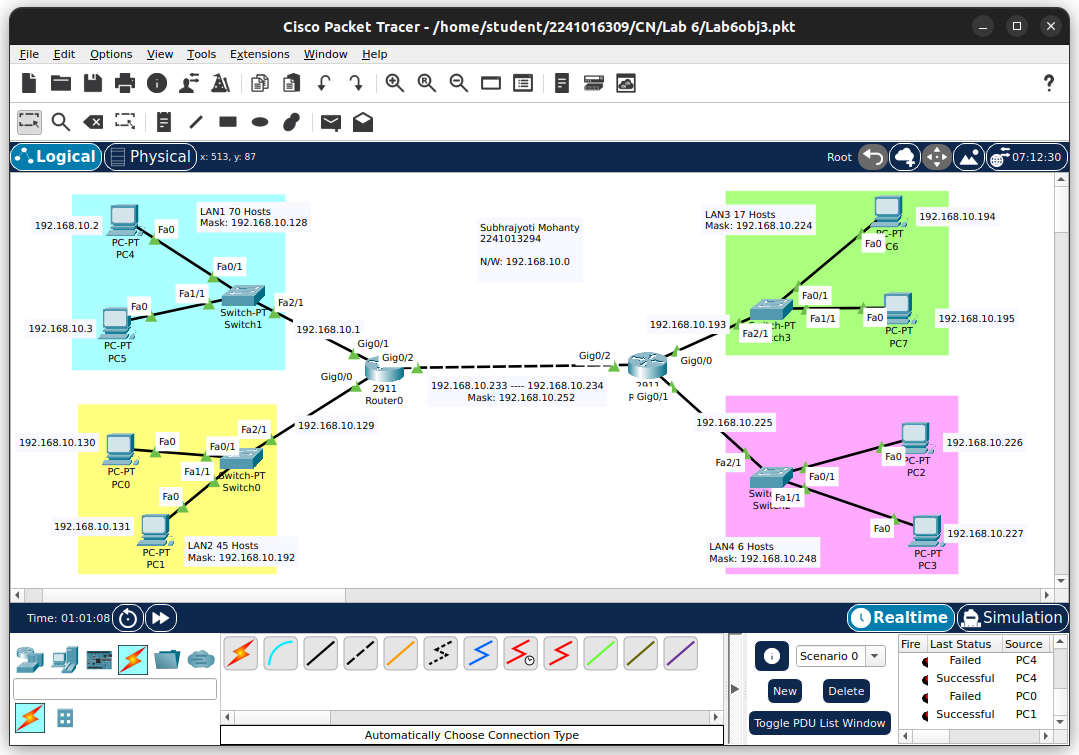 Cisco Packet Tracer - /home/student/2241016309/CN/Lab 6/Lab6obj3.pkt
File Edit Options View Tools Extensions Window Help
?
Logical Physical x: 513, y: 87 Root 07:12:30
LAN1 70 Hosts
Mask: 192.168.10.128
192.168.10.2
Fa0
PC-PT
PC4
Fa0/1
Fa1/1
Fa0
Switch-PT
Switch1
Fa2/1
192.168.10.3
PC-PT
PC5
192.168.10.1
Subhrajyoti Mohanty
2241013294
N/W: 192.168.10.0
LAN3 17 Hosts
Mask: 192.168.10.224
192.168.10.194
PC-PT
C6
Fa0
Fa0/1
Fa1/1
Fa0
192.168.10.195
PC-PT
PC7
192.168.10.193
Fa2/1
tch-PT
ch3
Gig0/1
Gig0/2
Gig0/0
2911
Router0
192.168.10.233 ---- 192.168.10.234
Mask: 192.168.10.252
Gig0/2
Gig0/0
2911
R Gig0/1
192.168.10.129
Fa2/1
192.168.10.130
Fa0
Fa0/1
Fa1/1
PC-PT
PC0
Switch-PT
Switch0
Fa0
192.168.10.131
PC-PT
PC1
LAN2 45 Hosts
Mask: 192.168.10.192
192.168.10.225
Fa2/1
192.168.10.226
Fa0
PC-PT
PC2
Fa0/1
Fa1/1
Fa0
192.168.10.227
PC-PT
PC3
LAN4 6 Hosts
Mask: 192.168.10.248
Time: 01:01:08
Realtime Simulation
Scenario 0
New Delete
Toggle PDU List Window
Fire Last Status Source
Failed PC4
Successful PC4
Failed PC0
Successful PC1
Automatically Choose Connection Type